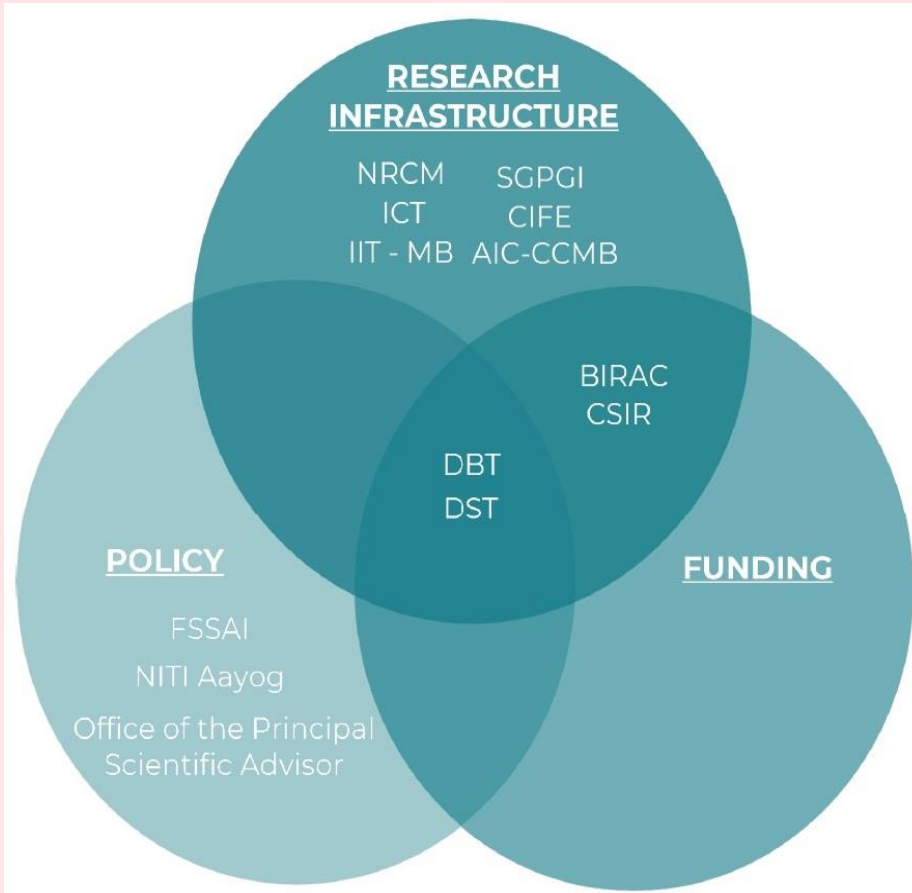 RESEARCH
INFRASTRUCTURE
NRCM SGPGI
ICT CIFE
IIT - MB AIC-CCMB
BIRAC
CSIR
DBT
DST
POLICY
FUNDING
FSSAI
NITI Aayog
Office of the Principal
Scientific Advisor